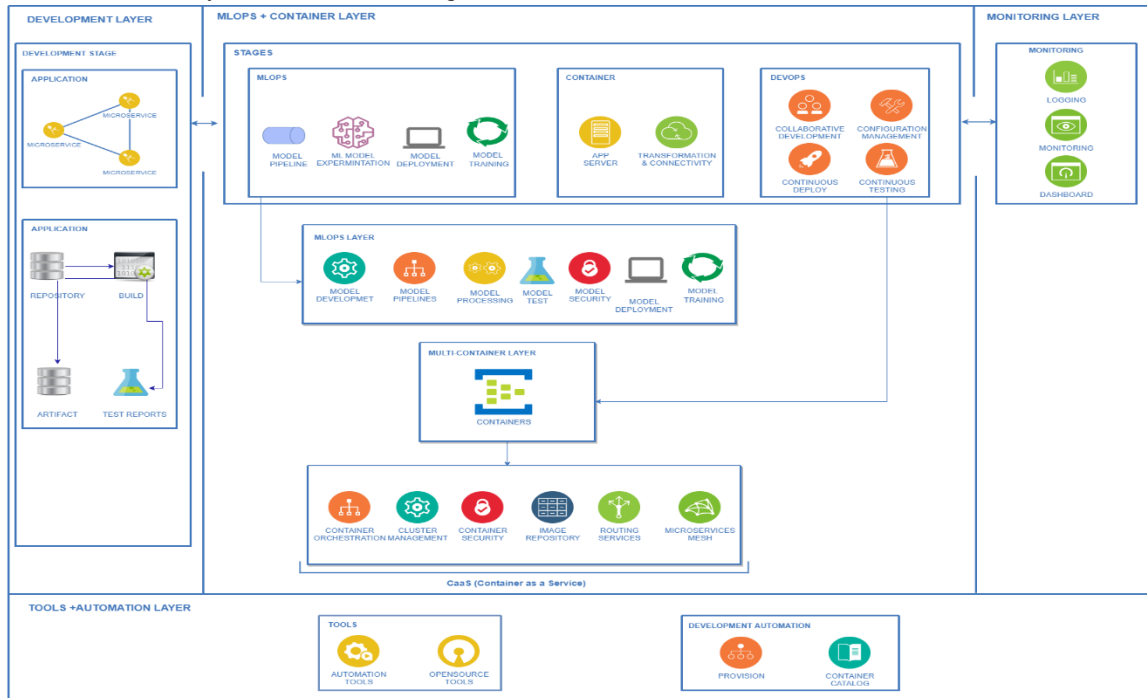 DEVELOPMENT LAYER
DEVELOPMENT STAGE
APPLICATION
MICROSERVICE
MICROSERVICE
MICROSERVICE
APPLICATION
REPOSITORY
BUILD
ARTIFACT
TEST REPORTS
MLOPS + CONTAINER LAYER
STAGES
MLOPS
MODEL
PIPELINE
ML MODEL
EXPERMINTATION
MODEL
DEPLOYMENT
MODEL
TRAINING
CONTAINER
APP
SERVER
TRANSFORMATION
& CONNECTIVITY
DEVOPS
COLLABORATIVE
DEVELOPMENT
CONFIGURATION
MANAGEMENT
CONTINUOUS
DEPLOY
CONTINUOUS
TESTING
MLOPS LAYER
MODEL
DEVELOPMET
MODEL
PIPELINES
MODEL
PROCESSING
MODEL
TEST
MODEL
SECURITY
MODEL
DEPLOYMENT
MODEL
TRAINING
MULTI-CONTAINER LAYER
CONTAINERS
CONTAINER
ORCHESTRATION
CLUSTER
MANAGEMENT
CONTAINER
SECURITY
IMAGE
REPOSITORY
ROUTING
SERVICES
MICROSERVICES
MESH
CaaS (Container as a Service)
MONITORING LAYER
MONITORING
LOGGING
MONITORING
DASHBOARD
TOOLS +AUTOMATION LAYER
TOOLS
AUTOMATION
TOOLS
OPENSOURCE
TOOLS
DEVELOPMENT AUTOMATION
PROVISION
CONTAINER
CATALOG